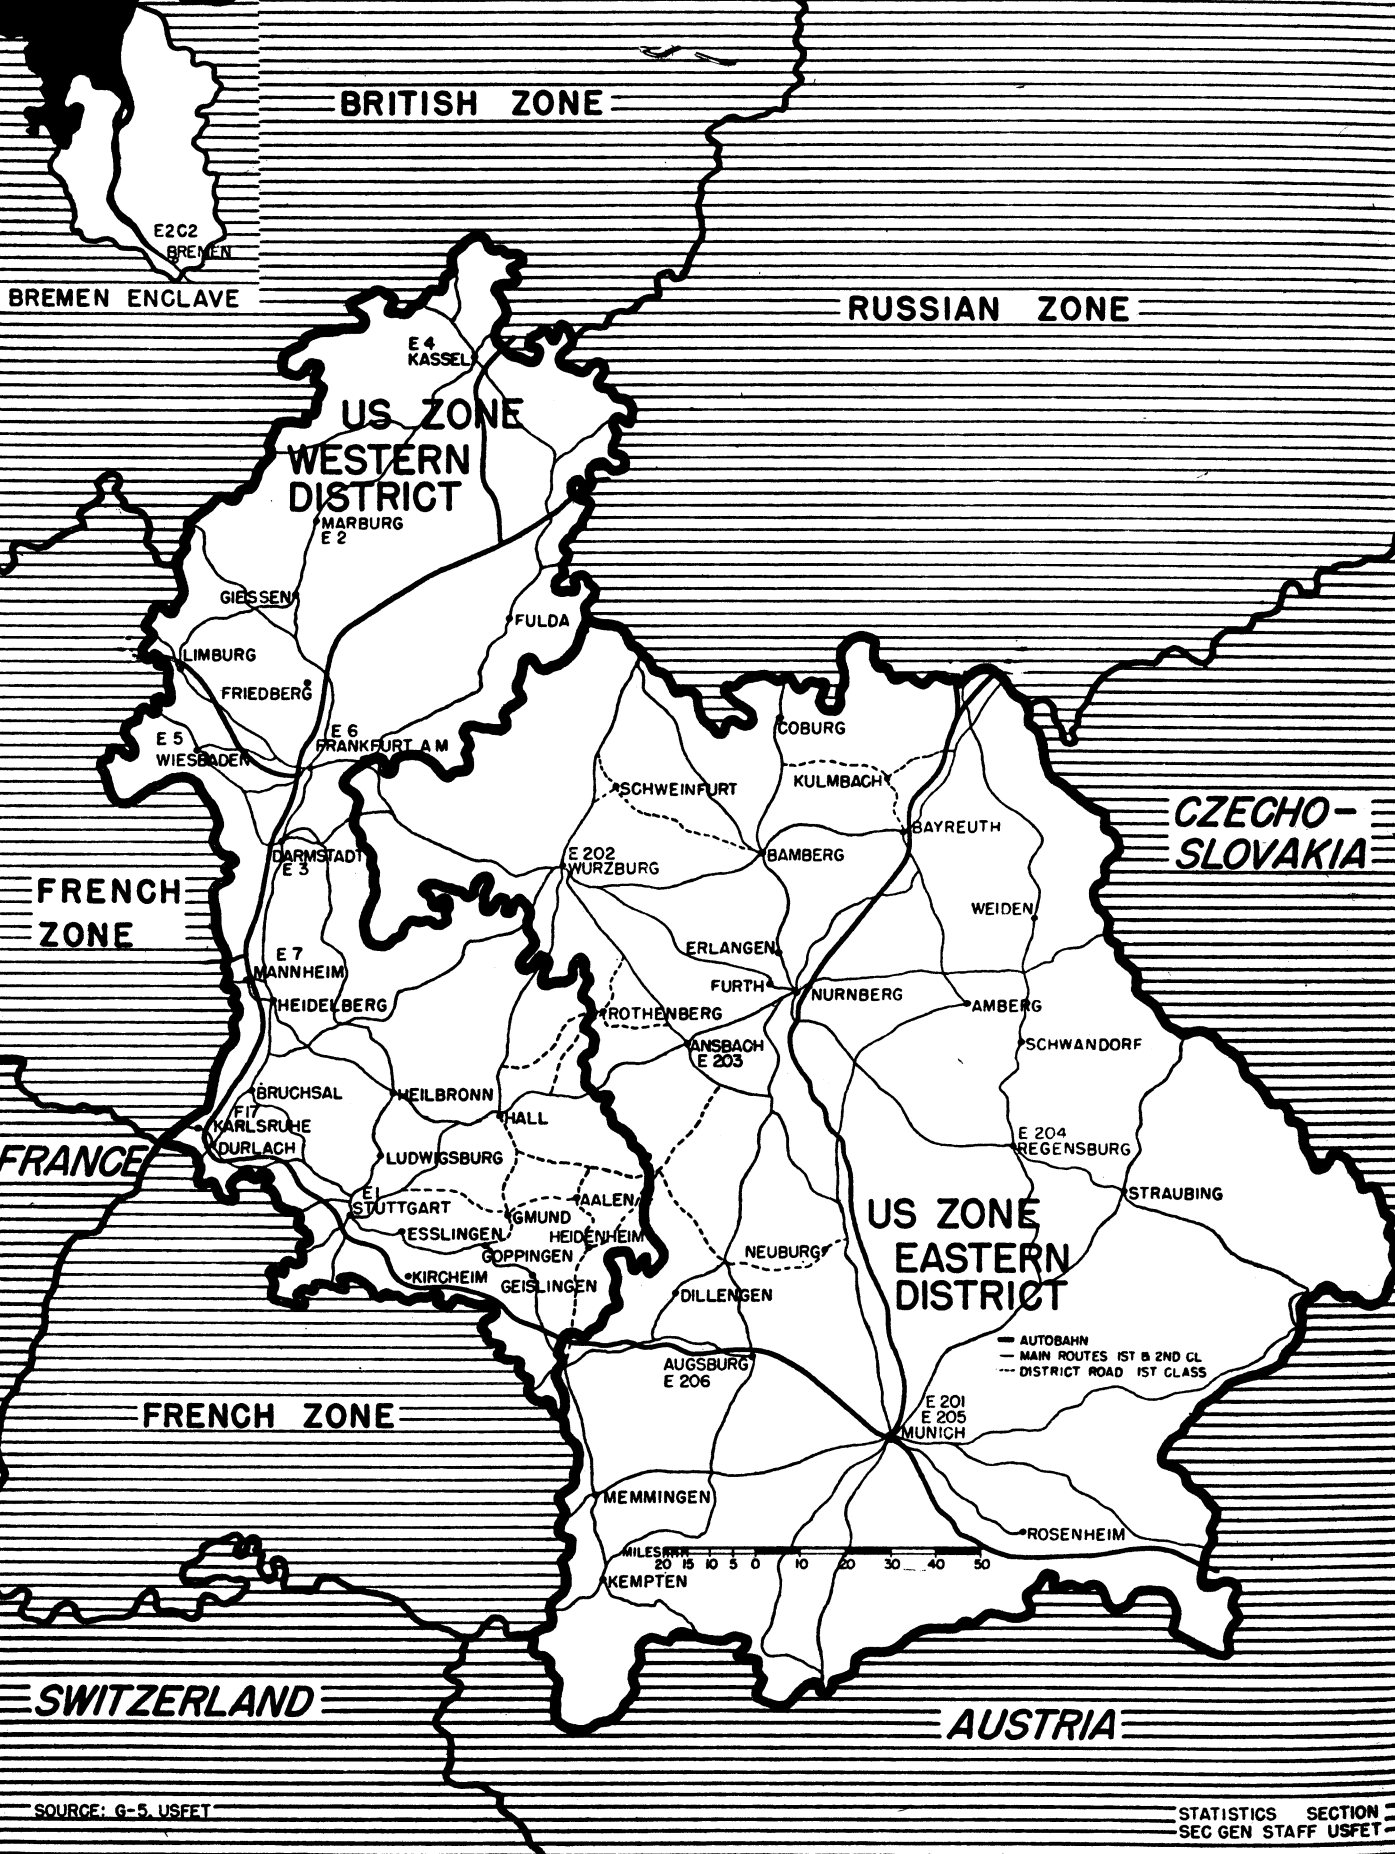 BRITISH ZONE
E2C2
BREMEN
BREMEN ENCLAVE
RUSSIAN ZONE
E 4
KASSEL
US ZONE
WESTERN
DISTRICT
MARBURG
E 2
GIESSEN
FULDA
LIMBURG
FRIEDBERG
E 5
WIESBADEN
E 6
FRANKFURT A M
COBURG
KULMBACH
SCHWEINFURT
BAYREUTH
CZECHO-
SLOVAKIA
DARMSTADT
E 3
E 202
WURZBURG
BAMBERG
FRENCH
ZONE
WEIDEN
E 7
MANNHEIM
HEIDELBERG
ERLANGEN
FURTH
NURNBERG
AMBERG
ROTHENBERG
ANSBACH
E 203
SCHWANDORF
BRUCHSAL
F17
KARLSRUHE
DURLACH
HEILBRONN
HALL
FRANCE
LUDWIGSBURG
E 204
REGENSBURG
STRAUBING
E1
STUTTGART
AALEN
GMUND
ESSLINGEN
HEIDENHEIM
GOPPINGEN
KIRCHEIM
GEISLINGEN
NEUBURG
DILLENGEN
US ZONE
EASTERN
DISTRICT
AUTOBAHN
MAIN ROUTES 1ST & 2ND CL
DISTRICT ROAD 1ST CLASS
AUGSBURG
E 206
E 201
E 205
MUNICH
FRENCH ZONE
MEMMINGEN
ROSENHEIM
MILES
20 15 10 5 0 10 20 30 40 50
KEMPTEN
SWITZERLAND
AUSTRIA
SOURCE: G-5, USFET
STATISTICS SECTION
SEC GEN STAFF USFET